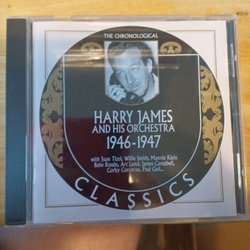 THE CHRONOLOGICAL
HARRY JAMES
AND HIS ORCHESTRA
1946-1947
with Juan Tizol, Willie Smith, Mannie Klein
Babe Russin, Art Lund, James Campbell,
Corky Corcoran, Paul Geil...
CLASSICS